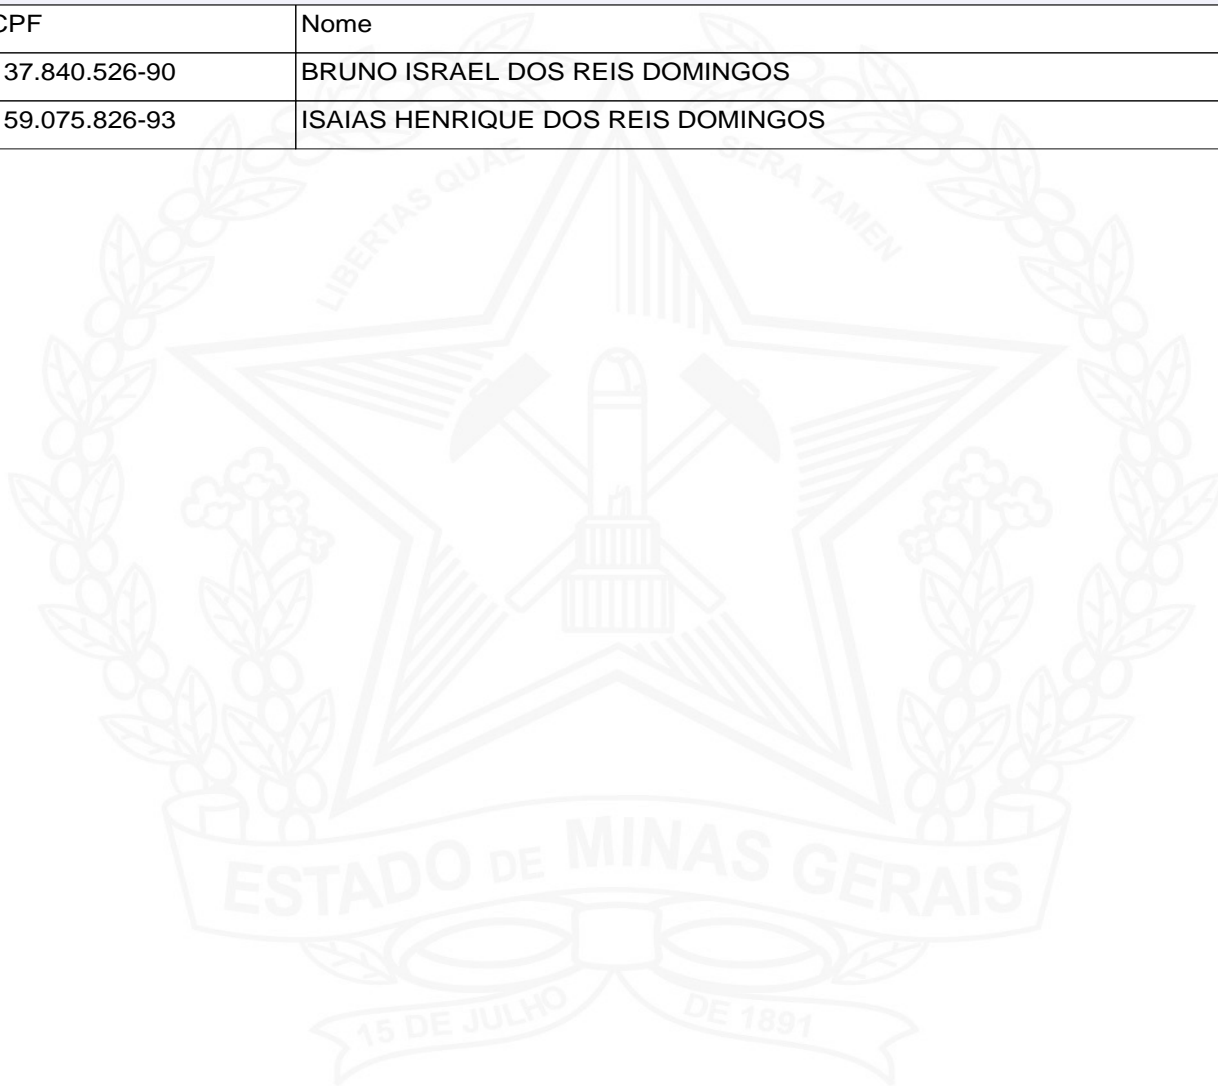 CPF Nome
37.840.526-90 BRUNO ISRAEL DOS REIS DOMINGOS
59.075.826-93 ISAIAS HENRIQUE DOS REIS DOMINGOS
LIBERTAS QUAE SERA TAMEN
ESTADO DE MINAS GERAIS
15 DE JULHO DE 1891